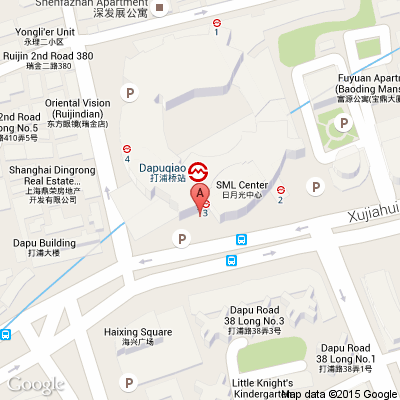 Shenfazhan Apartment
深发展公寓
Yongli'er Unit
永理二小区
Ruijin 2nd Road 380
瑞金二路380
1
P
Fuyuan Apart
(Baoding Mans
富源公寓(宝鼎大厦
P
Oriental Vision
(Ruijindian)
东方眼镜(瑞金店)
2nd Road
Long No.5
路410弄5号
4
Dapuqiao
打浦桥站
Shanghai Dingrong
Real Estate...
上海鼎荣房地产
开发有限公司
SML Center
日月光中心
A
3
2
P
Xujiahui
Dapu Building
打浦大楼
P
Dapu Road
38 Long No.3
打浦路38弄3号
Haixing Square
海兴广场
Dapu Road
38 Long No.1
打浦路38弄1号
P
Little Knight's
Kindergarten
Google
Map data ©2015 Google